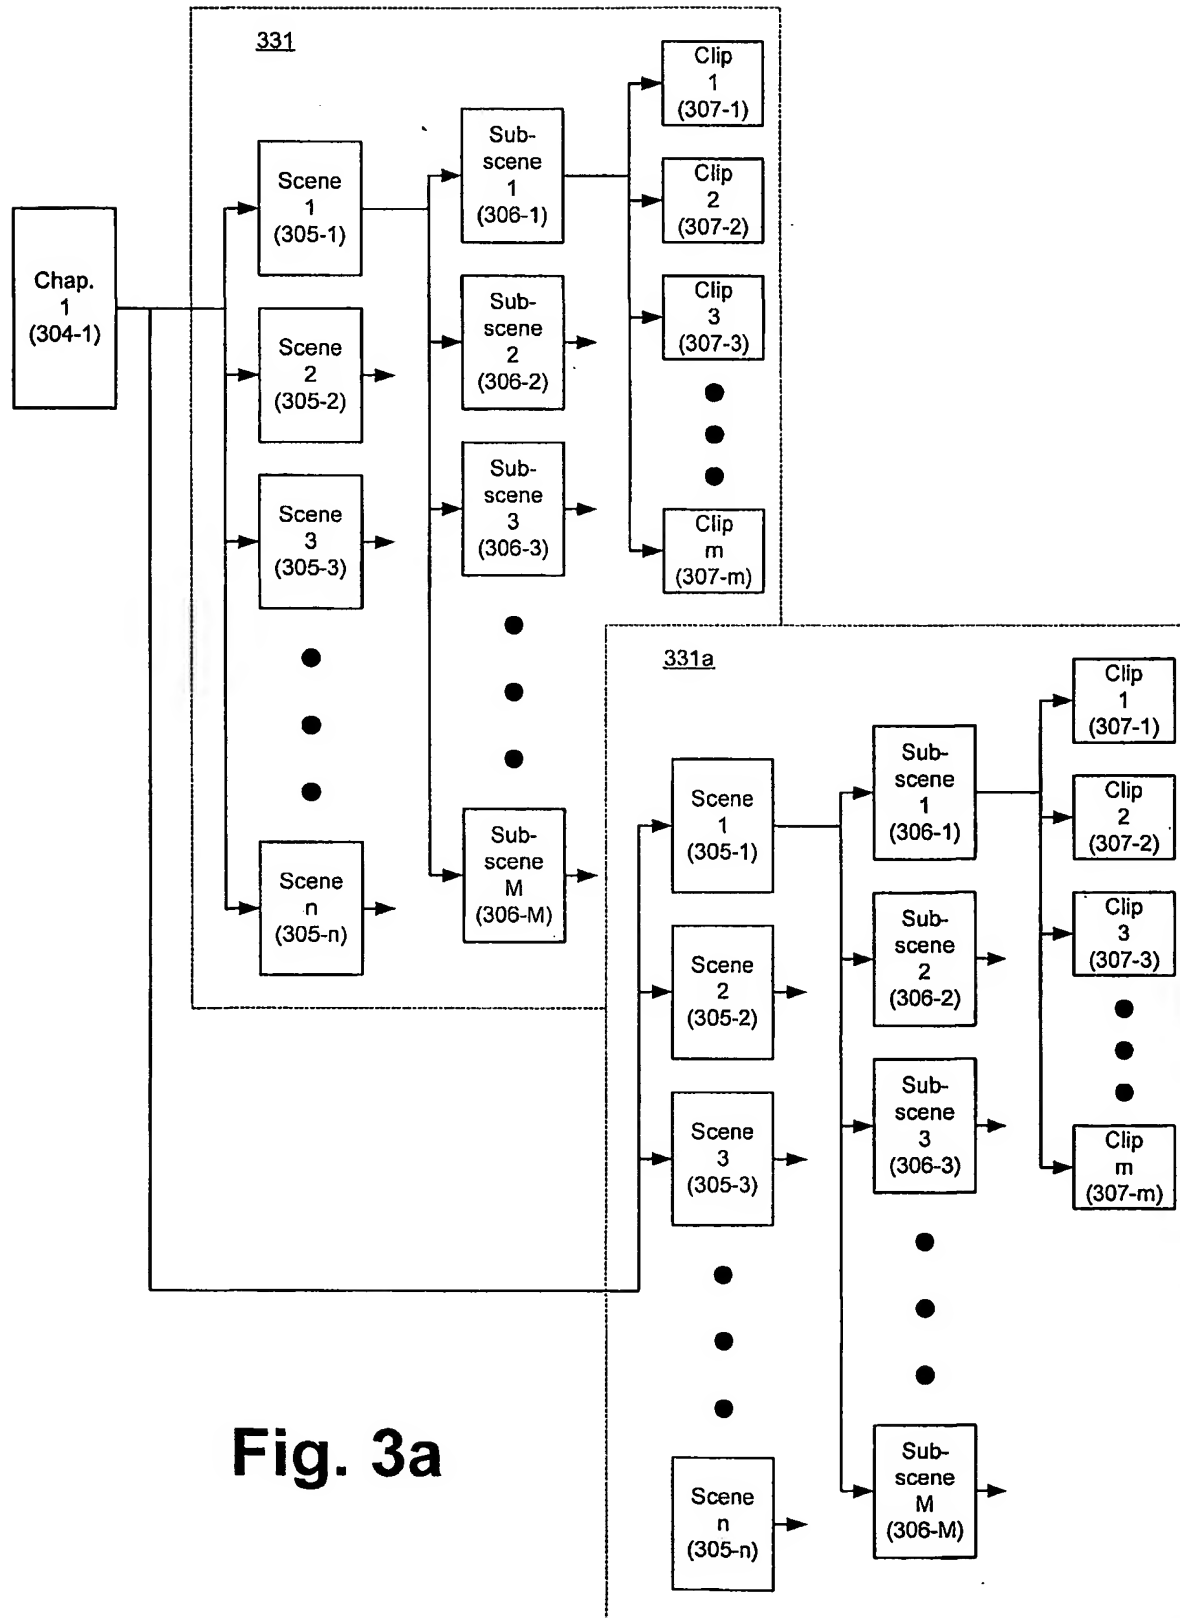 331
Chap.
1
(304-1)
Scene
1
(305-1)
Scene
2
(305-2)
Scene
3
(305-3)
Scene
n
(305-n)
Sub-
scene
1
(306-1)
Sub-
scene
2
(306-2)
Sub-
scene
3
(306-3)
Sub-
scene
M
(306-M)
Clip
1
(307-1)
Clip
2
(307-2)
Clip
3
(307-3)
Clip
m
(307-m)
331a
Scene
1
(305-1)
Scene
2
(305-2)
Scene
3
(305-3)
Scene
n
(305-n)
Sub-
scene
1
(306-1)
Sub-
scene
2
(306-2)
Sub-
scene
3
(306-3)
Sub-
scene
M
(306-M)
Clip
1
(307-1)
Clip
2
(307-2)
Clip
3
(307-3)
Clip
m
(307-m)
Fig. 3a